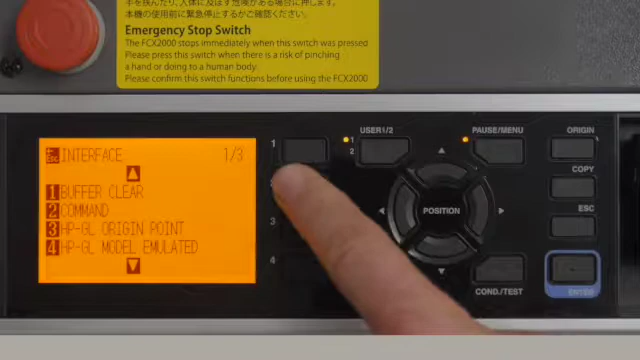 手を挟んだり、人体に及ぼす危険がある場合に押します。
本機の使用前に緊急停止するかご確認ください。
Emergency Stop Switch
The FCX2000 stops immediately when this switch was pressed
Please press this switch when there is a risk of pinching
a hand or doing to a human body.
Please confirm this switch functions before using the FCX2000
Esc INTERFACE 1/3
1 BUFFER CLEAR
2 COMMAND
3 HP-GL ORIGIN POINT
4 HP-GL MODEL EMULATED
1
3
4
USER1/2
1
2
PAUSE/MENU
POSITION
COND./TEST
ORIGIN
COPY
ESC
ENTER